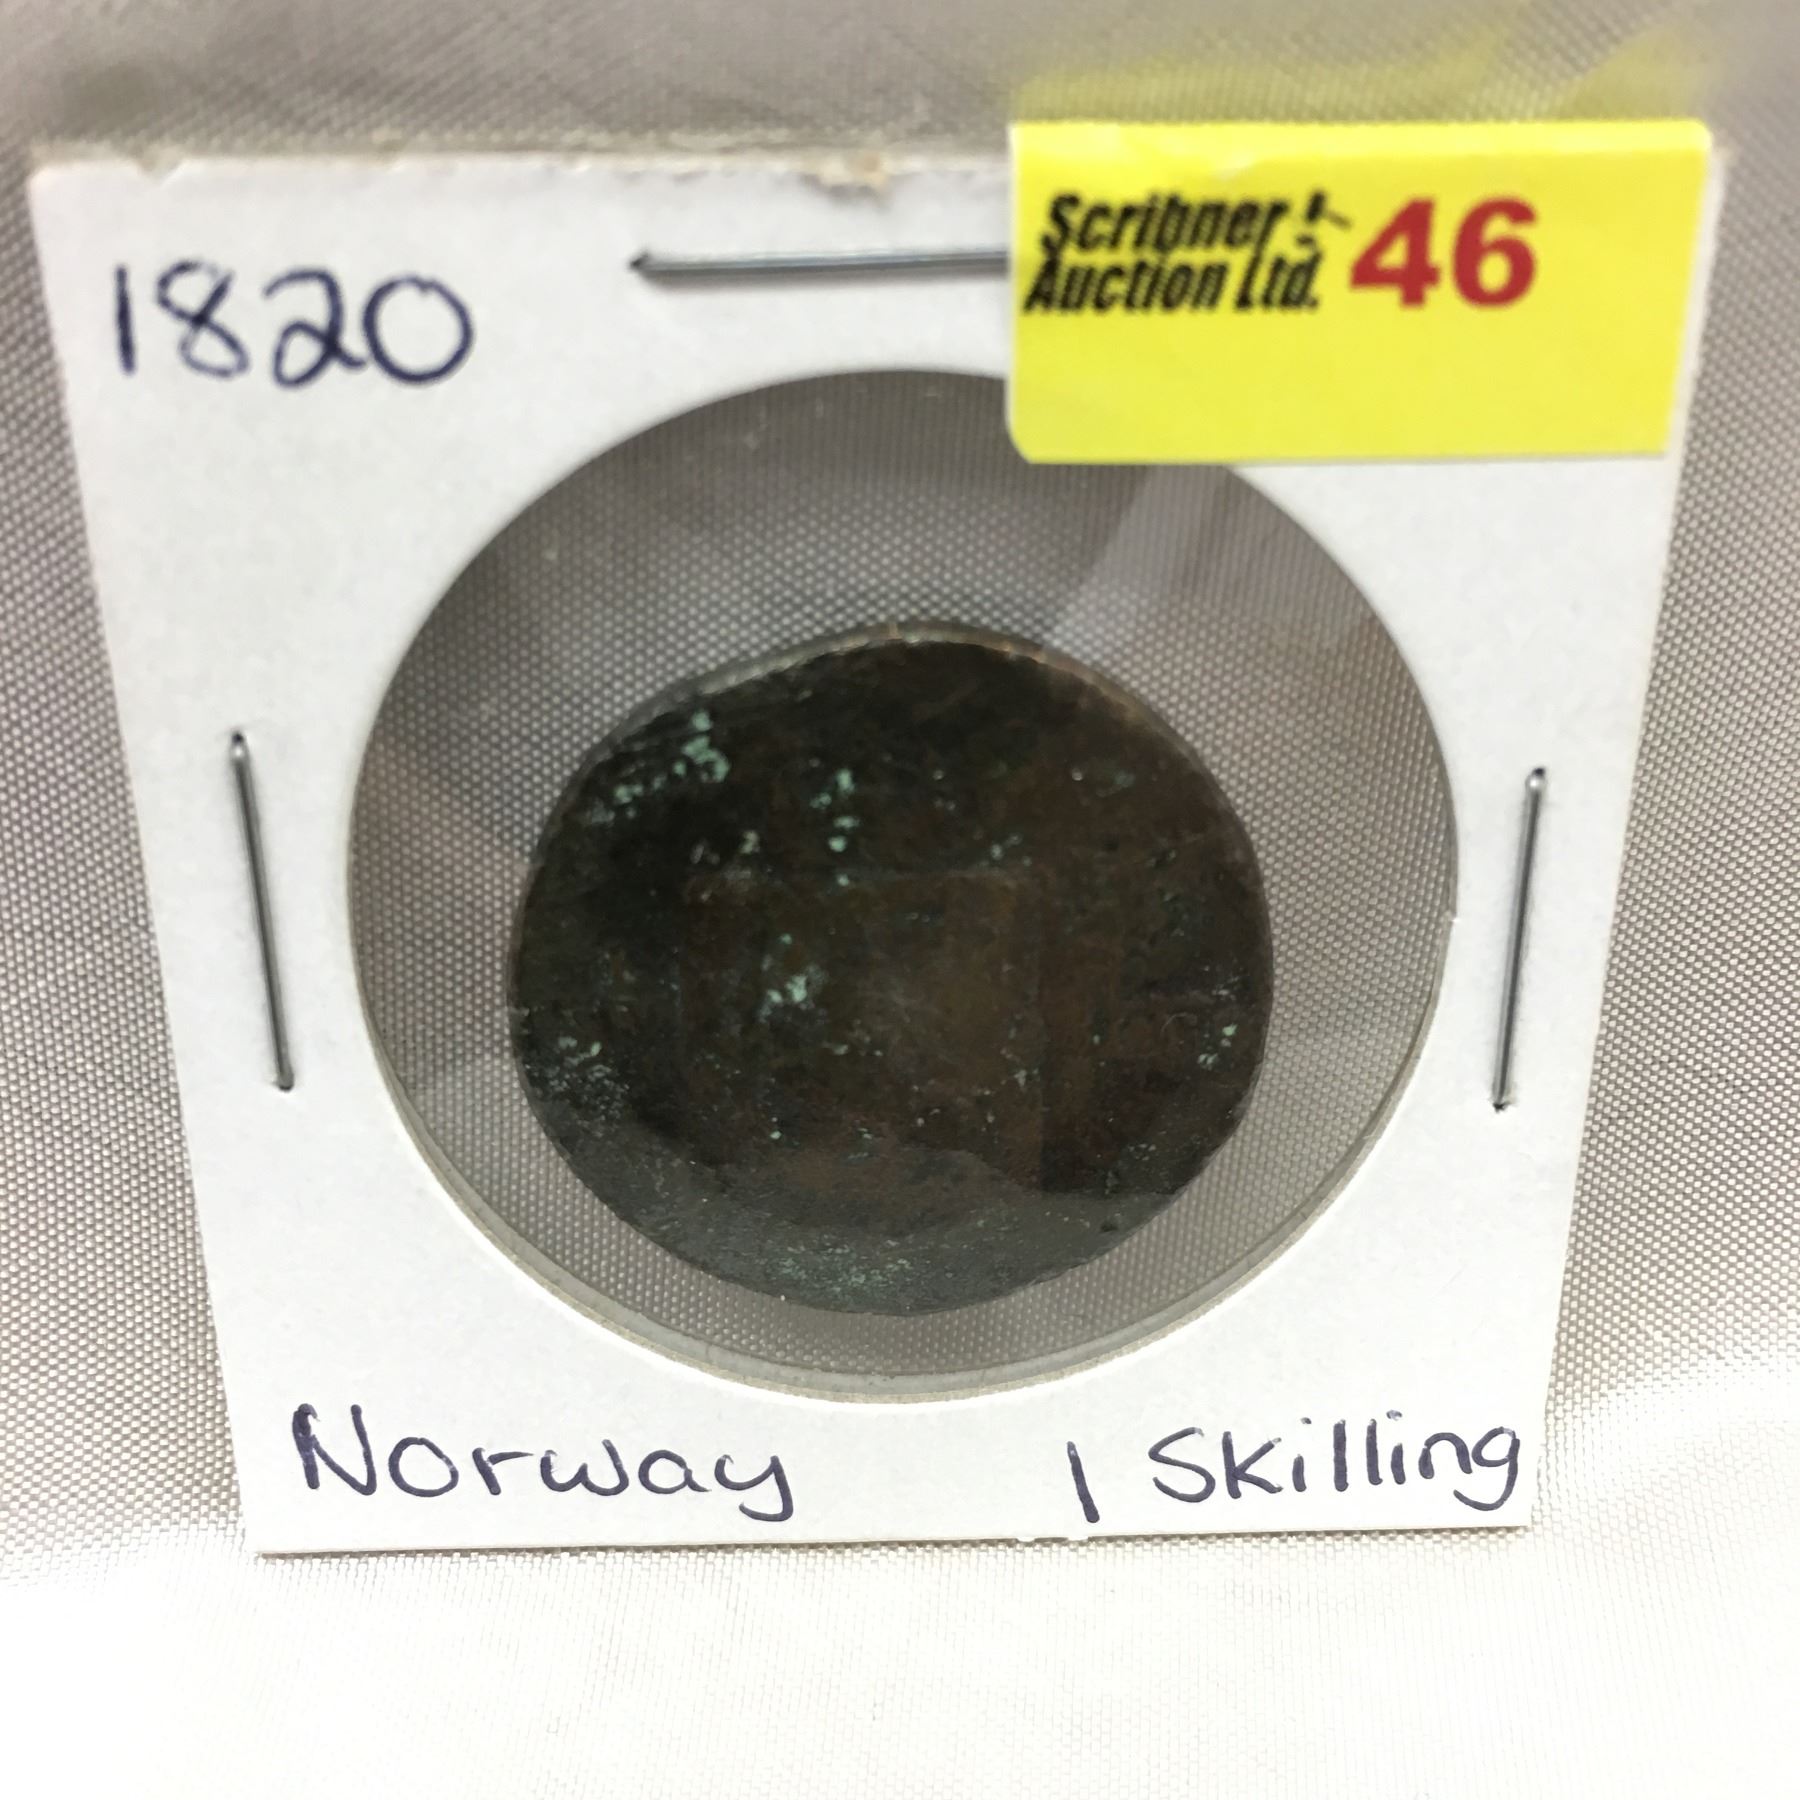 1820
Scribner
Auction Ltd. 46
Norway 1 Skilling